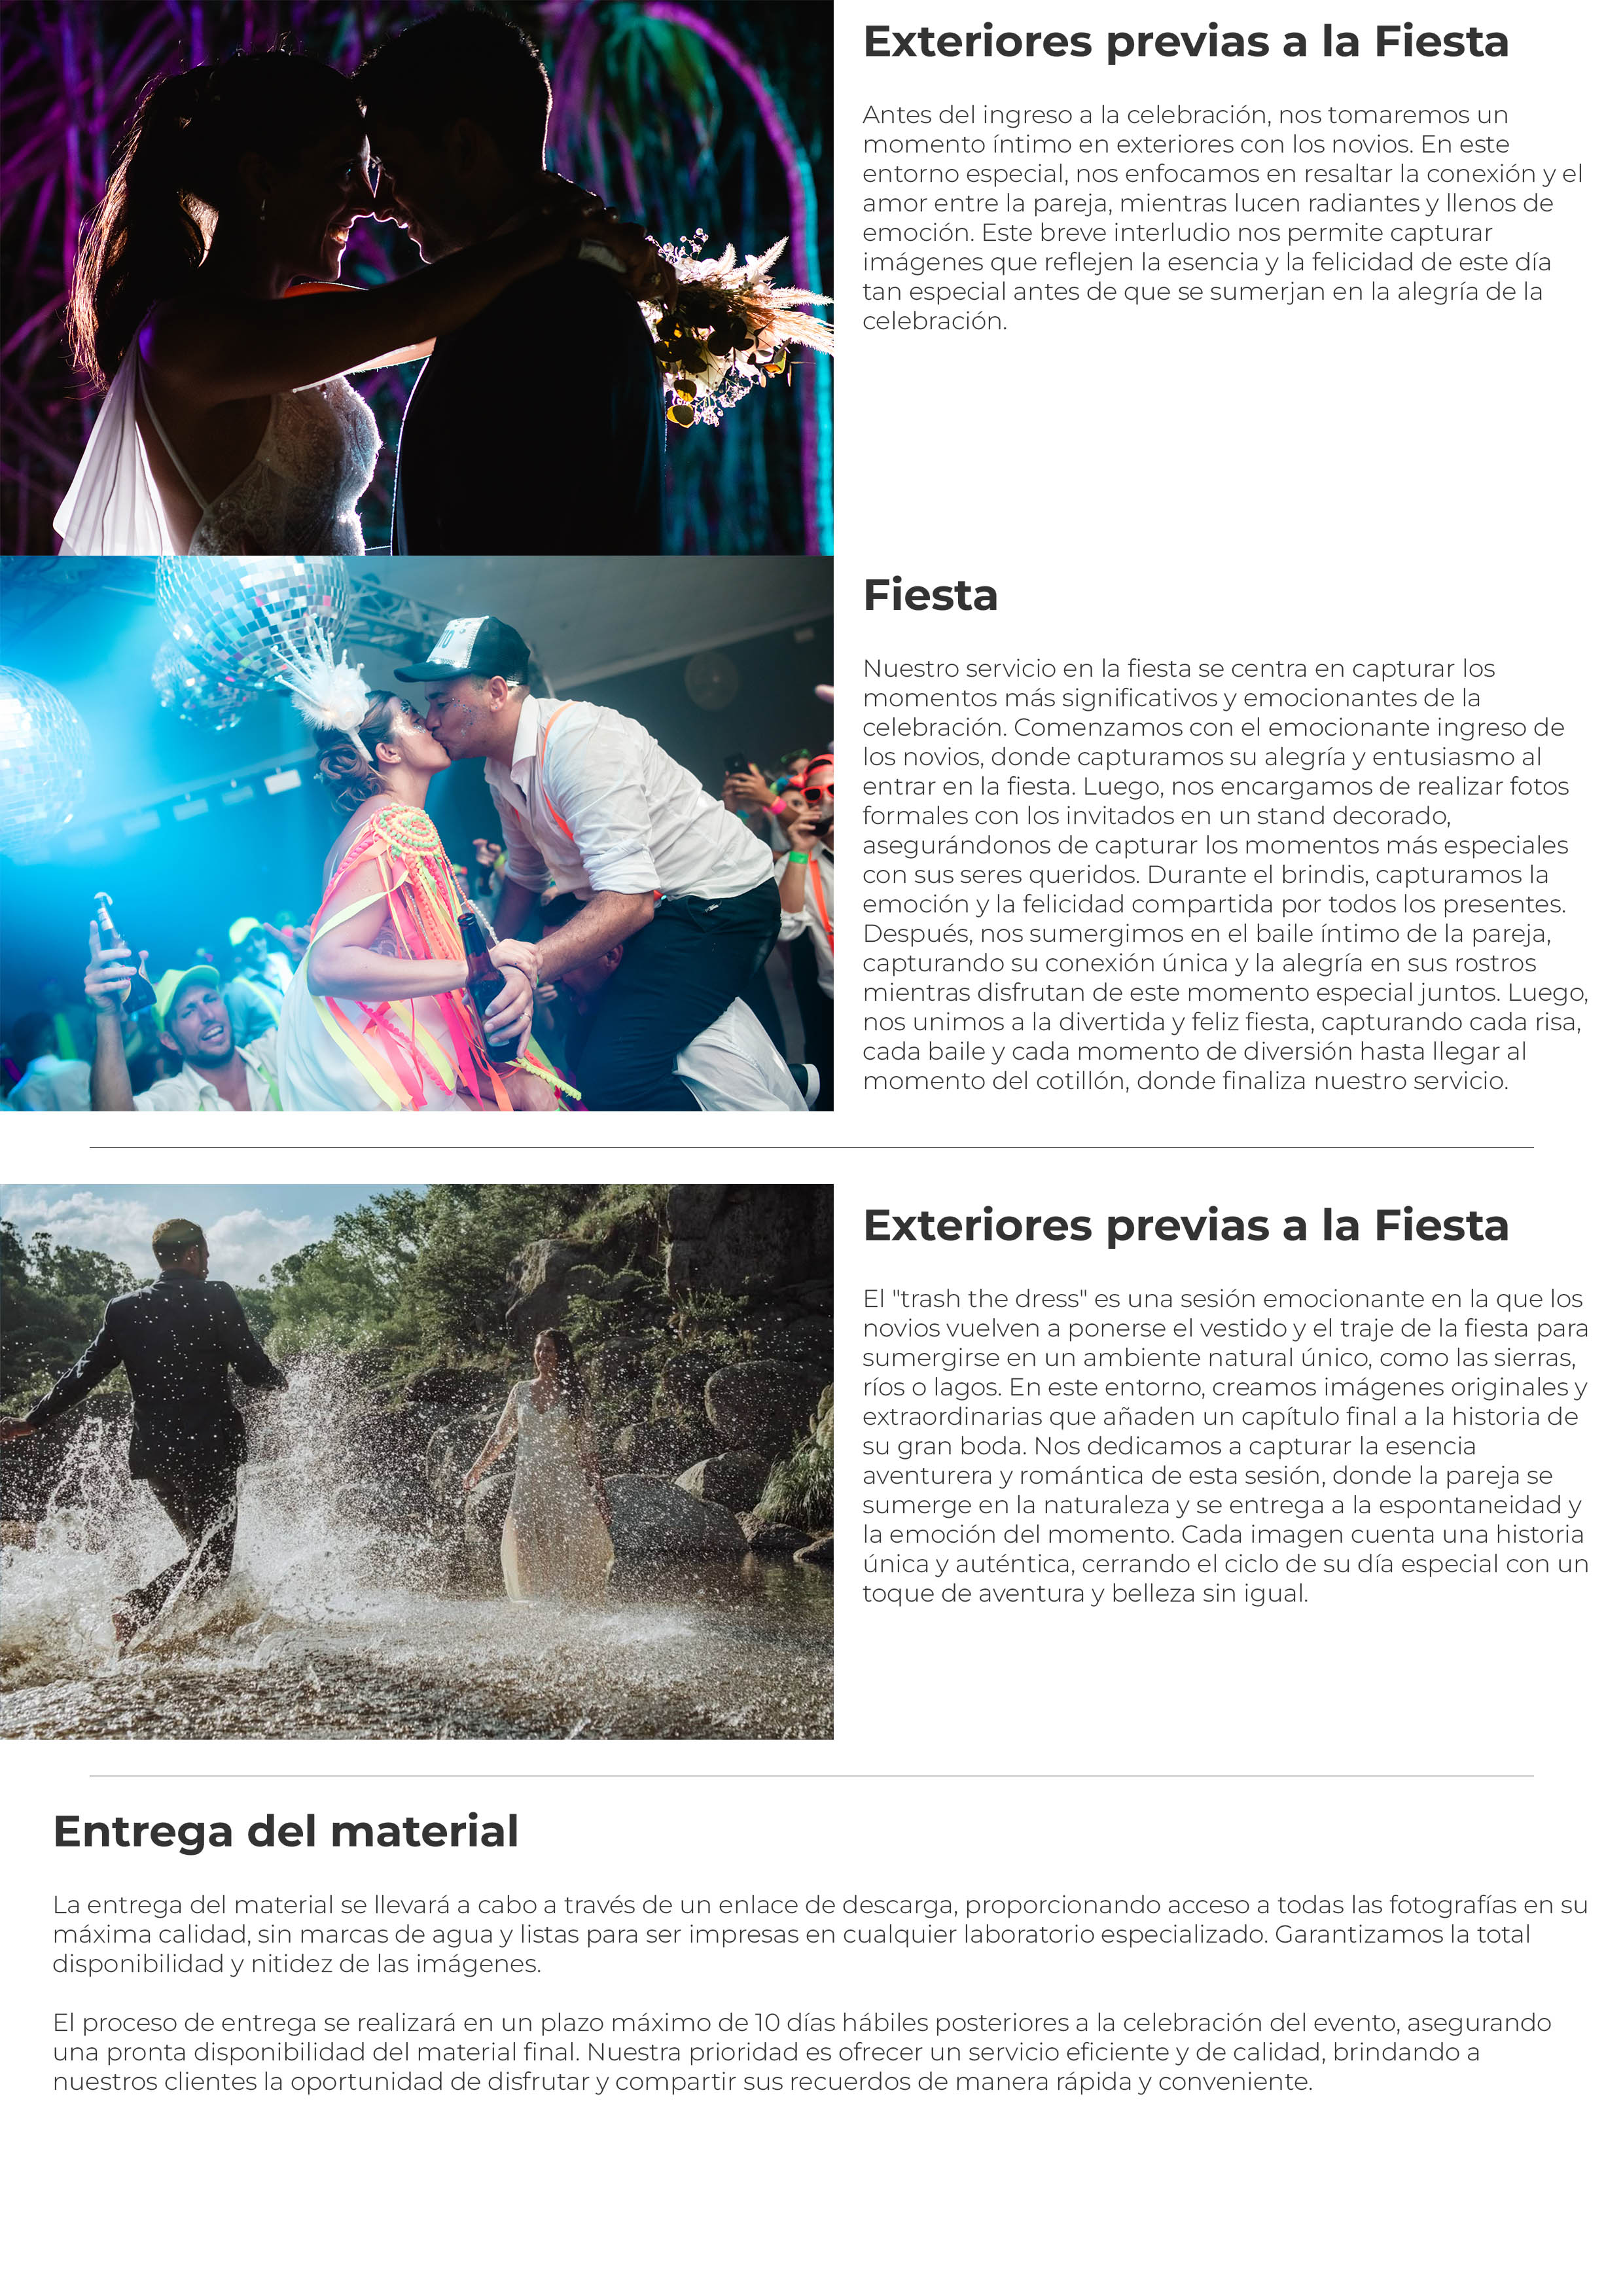 Exteriores previas a la Fiesta
Antes del ingreso a la celebración, nos tomaremos un
momento íntimo en exteriores con los novios. En este
entorno especial, nos enfocamos en resaltar la conexión y el
amor entre la pareja, mientras lucen radiantes y llenos de
emoción. Este breve interludio nos permite capturar
imágenes que reflejen la esencia y la felicidad de este día
tan especial antes de que se sumerjan en la alegría de la
celebración.
Fiesta
Nuestro servicio en la fiesta se centra en capturar los
momentos más significativos y emocionantes de la
celebración. Comenzamos con el emocionante ingreso de
los novios, donde capturamos su alegría y entusiasmo al
entrar en la fiesta. Luego, nos encargamos de realizar fotos
formales con los invitados en un stand decorado,
asegurándonos de capturar los momentos más especiales
con sus seres queridos. Durante el brindis, capturamos la
emoción y la felicidad compartida por todos los presentes.
Después, nos sumergimos en el baile íntimo de la pareja,
capturando su conexión única y la alegría en sus rostros
mientras disfrutan de este momento especial juntos. Luego,
nos unimos a la divertida y feliz fiesta, capturando cada risa,
cada baile y cada momento de diversión hasta llegar al
momento del cotillón, donde finaliza nuestro servicio.
Exteriores previas a la Fiesta
El "trash the dress" es una sesión emocionante en la que los
novios vuelven a ponerse el vestido y el traje de la fiesta para
sumergirse en un ambiente natural único, como las sierras,
ríos o lagos. En este entorno, creamos imágenes originales y
extraordinarias que añaden un capítulo final a la historia de
su gran boda. Nos dedicamos a capturar la esencia
aventurera y romántica de esta sesión, donde la pareja se
sumerge en la naturaleza y se entrega a la espontaneidad y
la emoción del momento. Cada imagen cuenta una historia
única y auténtica, cerrando el ciclo de su día especial con un
toque de aventura y belleza sin igual.
Entrega del material
La entrega del material se llevará a cabo a través de un enlace de descarga, proporcionando acceso a todas las fotografías en su
máxima calidad, sin marcas de agua y listas para ser impresas en cualquier laboratorio especializado. Garantizamos la total
disponibilidad y nitidez de las imágenes.
El proceso de entrega se realizará en un plazo máximo de 10 días hábiles posteriores a la celebración del evento, asegurando
una pronta disponibilidad del material final. Nuestra prioridad es ofrecer un servicio eficiente y de calidad, brindando a
nuestros clientes la oportunidad de disfrutar y compartir sus recuerdos de manera rápida y conveniente.